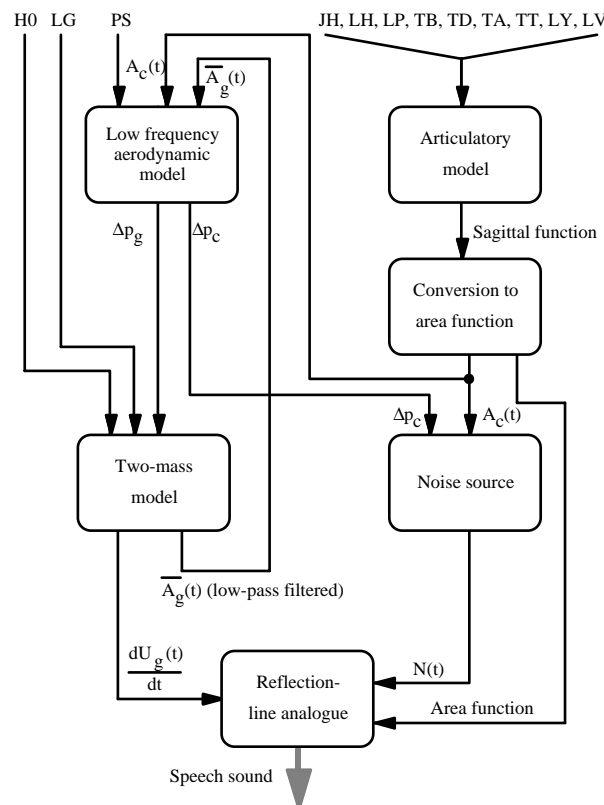 H0 LG PS JH, LH, LP, TB, TD, TA, TT, LY, LV
A_c(t)
A̅_g(t)
Low frequency
aerodynamic
model
Articulatory
model
Δp_g
Δp_c
Sagittal function
Conversion to
area function
Δp_c
A_c(t)
Two-mass
model
Noise source
A̅_g(t) (low-pass filtered)
dU_g(t)
dt
Reflection-
line analogue
N(t)
Area function
Speech sound